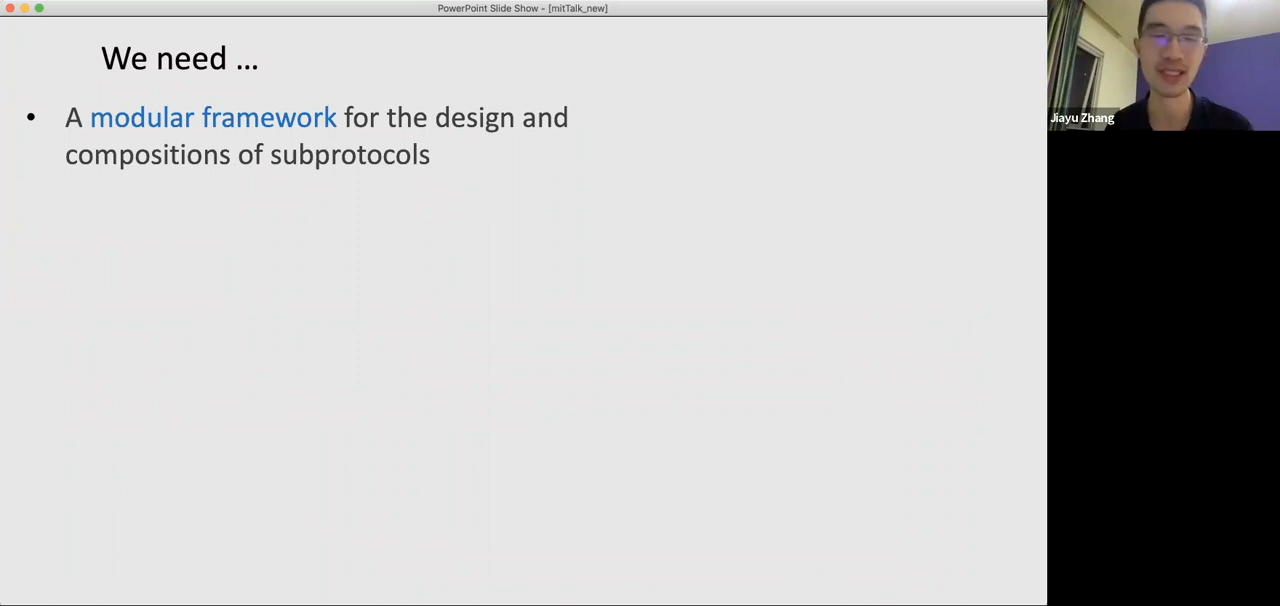 PowerPoint Slide Show - [mitTalk_new]
We need ...
• A modular framework for the design and
compositions of subprotocols
Jiayu Zhang